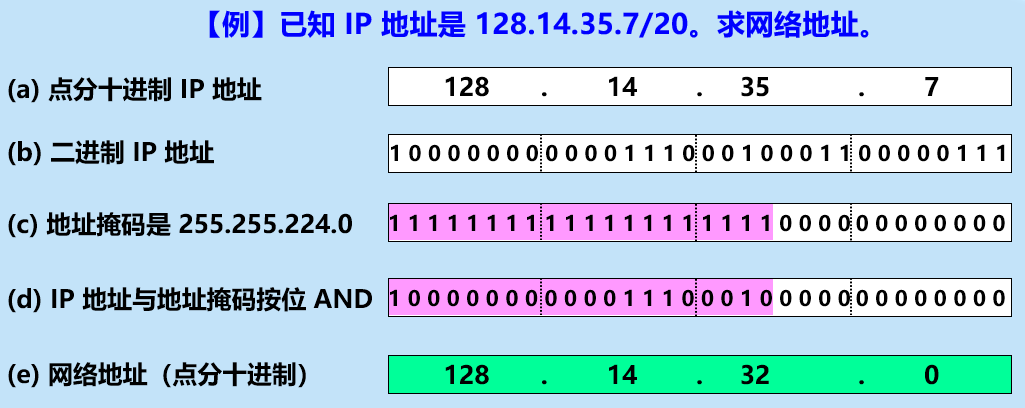 【例】已知 IP 地址是 128.14.35.7/20。求网络地址。
(a) 点分十进制 IP 地址 128 . 14 . 35 . 7
(b) 二进制 IP 地址 1 0 0 0 0 0 0 0 0 0 0 0 1 1 1 0 0 0 1 0 0 0 1 1 0 0 0 0 0 1 1 1
(c) 地址掩码是 255.255.224.0 1 1 1 1 1 1 1 1 1 1 1 1 1 1 1 1 1 1 1 1 0 0 0 0 0 0 0 0 0 0 0 0
(d) IP 地址与地址掩码按位 AND 1 0 0 0 0 0 0 0 0 0 0 0 1 1 1 0 0 0 1 0 0 0 0 0 0 0 0 0 0 0 0 0
(e) 网络地址（点分十进制） 128 . 14 . 32 . 0